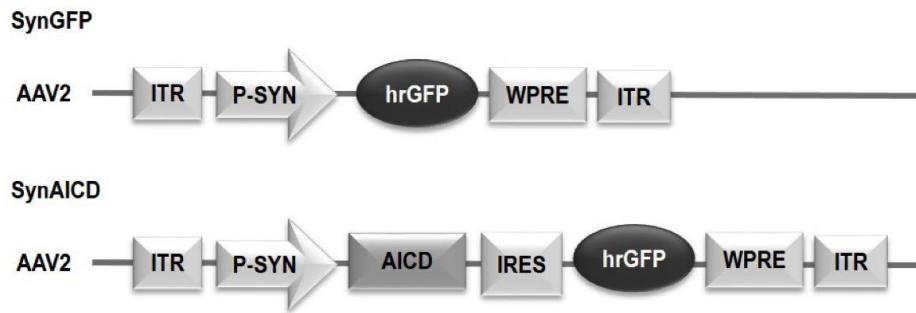 SynGFP
AAV2 ITR P-SYN hrGFP WPRE ITR
SynAICD
AAV2 ITR P-SYN AICD IRES hrGFP WPRE ITR